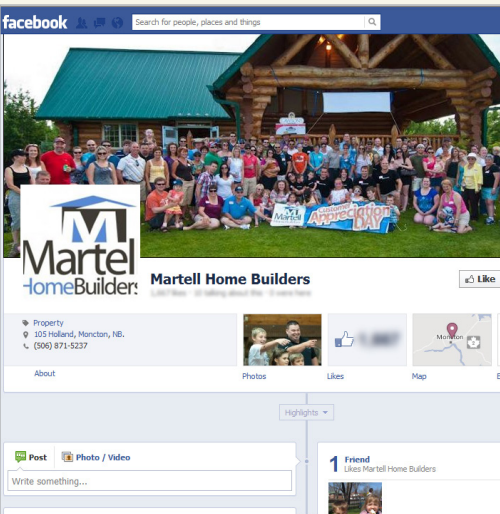 facebook
Search for people, places and things
Martell
Customer
Appreciation
DAY
Martel
HomeBuilders
Martell Home Builders
Like
Property
105 Holland, Moncton, NB.
(506) 871-5237
About
Photos
Likes
Moncton
Map
Highlights
Post
Photo / Video
Write something...
1 Friend
Likes Martell Home Builders